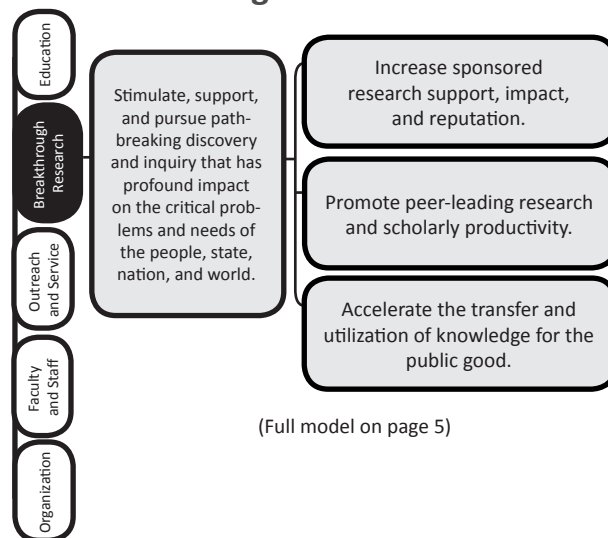 Education
Breakthrough
Research
Outreach
and Service
Faculty
and Staff
Organization
Stimulate, support,
and pursue path-
breaking discovery
and inquiry that has
profound impact
on the critical prob-
lems and needs of
the people, state,
nation, and world.
Increase sponsored
research support, impact,
and reputation.
Promote peer-leading research
and scholarly productivity.
Accelerate the transfer and
utilization of knowledge for the
public good.
(Full model on page 5)